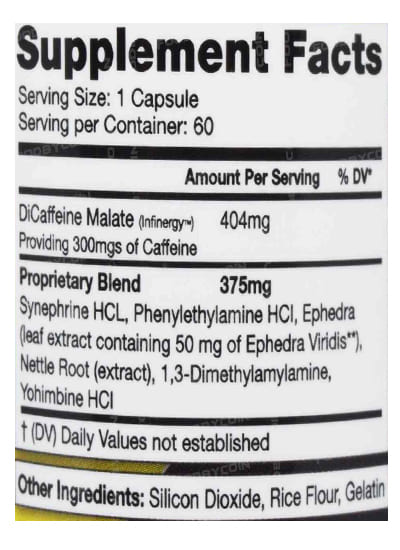 Supplement Facts
Serving Size: 1 Capsule
Serving per Container: 60
Amount Per Serving % DV*
DiCaffeine Malate (Infinergy™) 404mg
Providing 300mgs of Caffeine
Proprietary Blend 375mg
Synephrine HCL, Phenylethylamine HCl, Ephedra
(leaf extract containing 50 mg of Ephedra Viridis**),
Nettle Root (extract), 1,3-Dimethylamylamine,
Yohimbine HCl
† (DV) Daily Values not established
Other Ingredients: Silicon Dioxide, Rice Flour, Gelatin